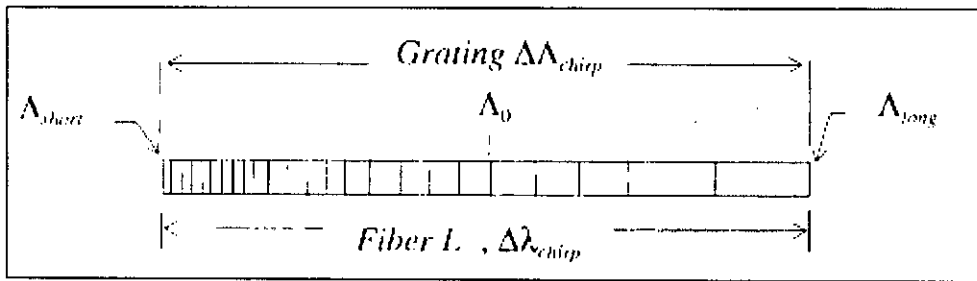 Grating ΔΛchirp
Λshort Λ0 Λlong
Fiber L , Δλchirp